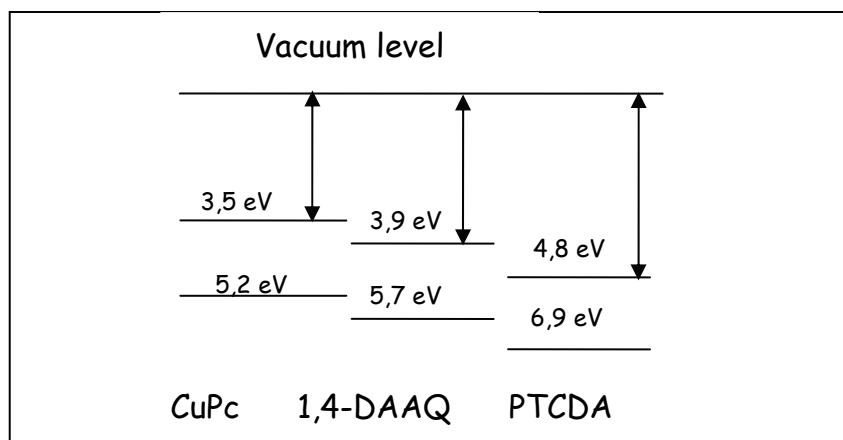 Vacuum level
3,5 eV
3,9 eV
4,8 eV
5,2 eV
5,7 eV
6,9 eV
CuPc 1,4-DAAQ PTCDA